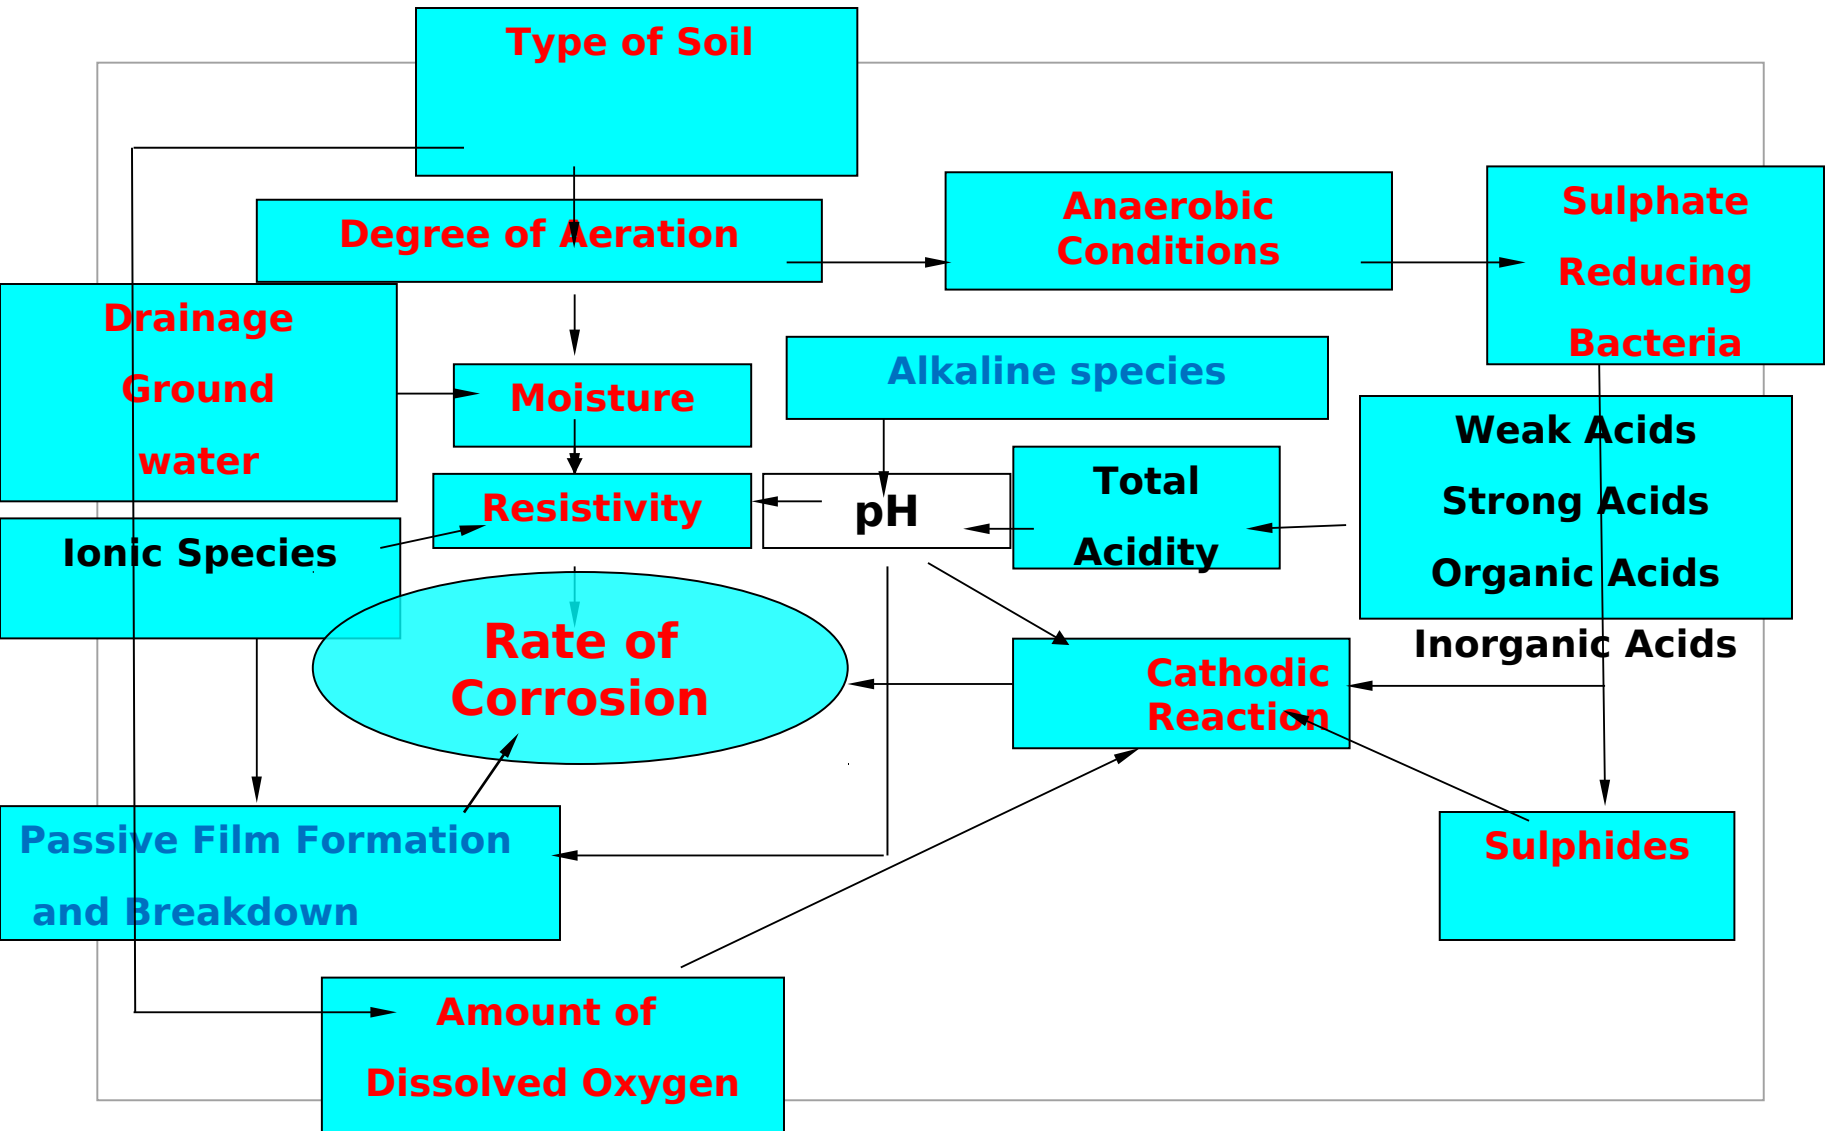 Type of Soil
Degree of Aeration
Anaerobic
Conditions
Sulphate
Reducing
Bacteria
Drainage
Ground
water
Moisture
Alkaline species
Weak Acids
Strong Acids
Organic Acids
Inorganic Acids
Total
Acidity
pH
Resistivity
Ionic Species
Rate of
Corrosion
Cathodic
Reaction
Passive Film Formation
and Breakdown
Sulphides
Amount of
Dissolved Oxygen